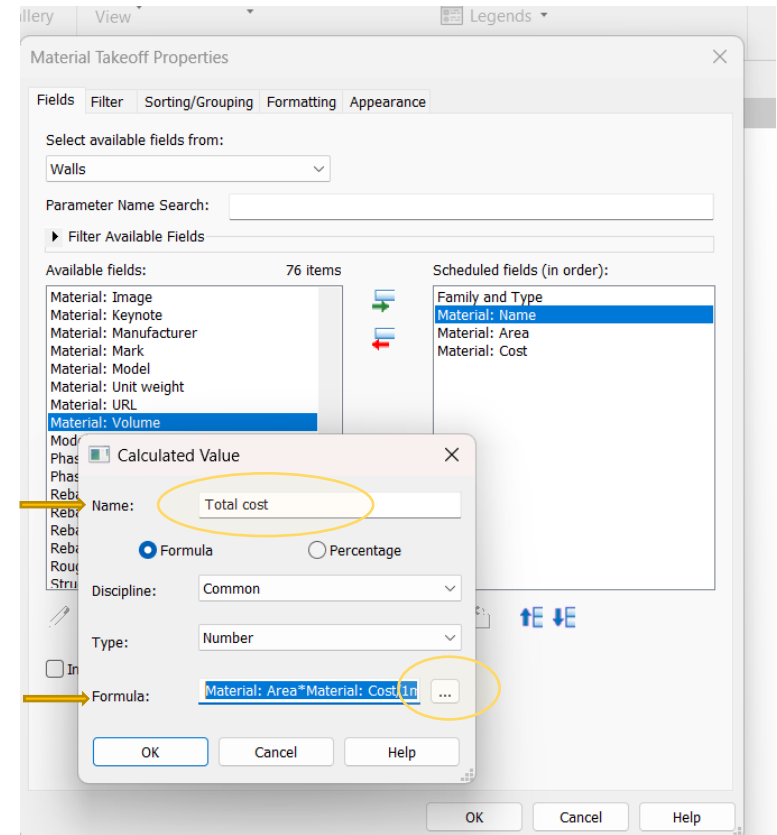 View
Legends
Material Takeoff Properties
Fields Filter Sorting/Grouping Formatting Appearance
Select available fields from:
Walls
Parameter Name Search:
Filter Available Fields
Available fields: 76 items Scheduled fields (in order):
Material: Image
Material: Keynote
Material: Manufacturer
Material: Mark
Material: Model
Material: Unit weight
Material: URL
Material: Volume
Family and Type
Material: Name
Material: Area
Material: Cost
Calculated Value
Name: Total cost
Formula Percentage
Discipline: Common
Type: Number
Formula: Material: Area*Material: Cost/1m ...
OK Cancel Help
OK Cancel Help